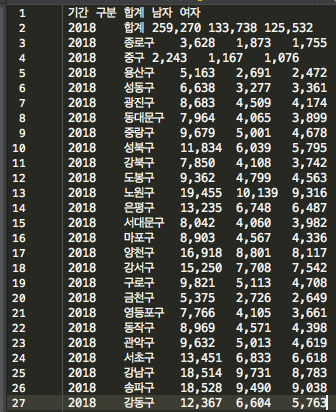 1 기간 구분 합계 남자 여자
2 2018 합계 259,270 133,738 125,532
3 2018 종로구 3,628 1,873 1,755
4 2018 중구 2,243 1,167 1,076
5 2018 용산구 5,163 2,691 2,472
6 2018 성동구 6,638 3,277 3,361
7 2018 광진구 8,683 4,509 4,174
8 2018 동대문구 7,964 4,065 3,899
9 2018 중랑구 9,679 5,001 4,678
10 2018 성북구 11,834 6,039 5,795
11 2018 강북구 7,850 4,108 3,742
12 2018 도봉구 9,362 4,799 4,563
13 2018 노원구 19,455 10,139 9,316
14 2018 은평구 13,235 6,748 6,487
15 2018 서대문구 8,042 4,060 3,982
16 2018 마포구 8,903 4,567 4,336
17 2018 양천구 16,918 8,801 8,117
18 2018 강서구 15,250 7,708 7,542
19 2018 구로구 9,821 5,113 4,708
20 2018 금천구 5,375 2,726 2,649
21 2018 영등포구 7,766 4,105 3,661
22 2018 동작구 8,969 4,571 4,398
23 2018 관악구 9,632 5,013 4,619
24 2018 서초구 13,451 6,833 6,618
25 2018 강남구 18,514 9,731 8,783
26 2018 송파구 18,528 9,490 9,038
27 2018 강동구 12,367 6,604 5,763